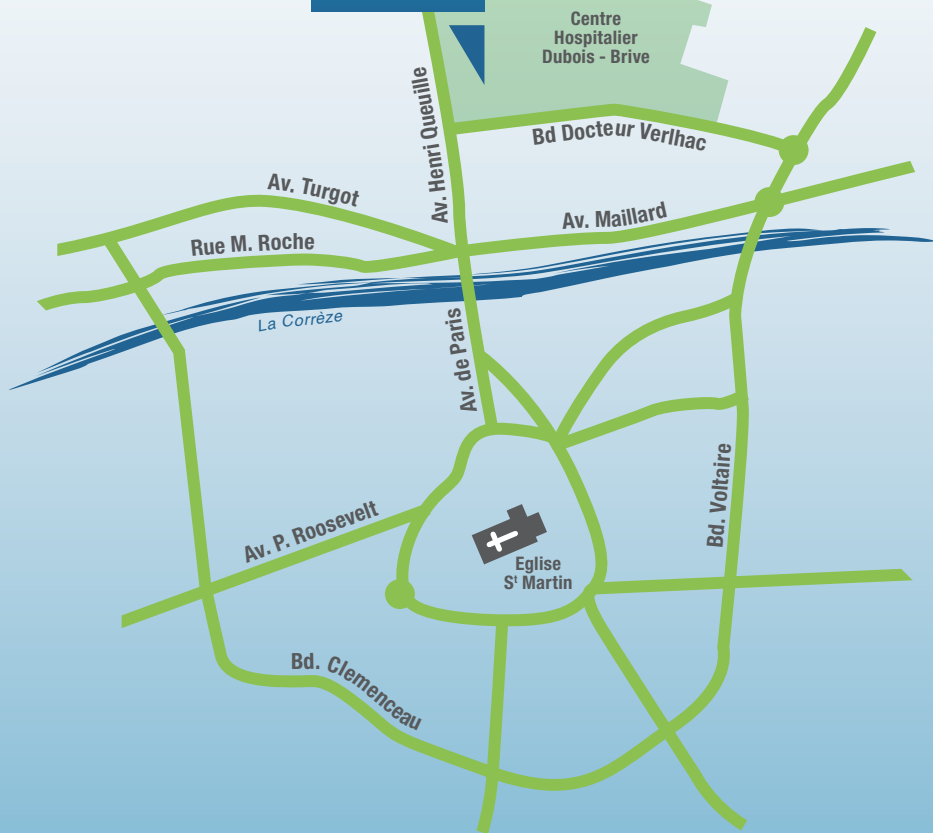 Centre
Hospitalier
Dubois - Brive
Av. Henri Queuille
Bd Docteur Verlhac
Av. Turgot
Av. Maillard
Rue M. Roche
La Corrèze
Av. de Paris
Bd. Voltaire
Av. P. Roosevelt
Eglise
Sᵗ Martin
Bd. Clemenceau